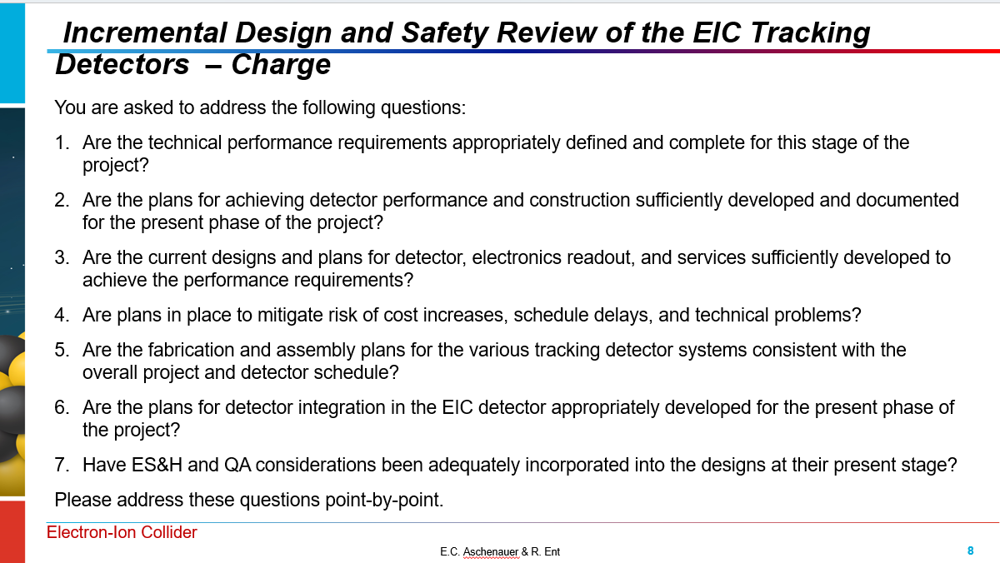 Incremental Design and Safety Review of the EIC Tracking
Detectors – Charge
You are asked to address the following questions:
1. Are the technical performance requirements appropriately defined and complete for this stage of the
project?
2. Are the plans for achieving detector performance and construction sufficiently developed and documented
for the present phase of the project?
3. Are the current designs and plans for detector, electronics readout, and services sufficiently developed to
achieve the performance requirements?
4. Are plans in place to mitigate risk of cost increases, schedule delays, and technical problems?
5. Are the fabrication and assembly plans for the various tracking detector systems consistent with the
overall project and detector schedule?
6. Are the plans for detector integration in the EIC detector appropriately developed for the present phase of
the project?
7. Have ES&H and QA considerations been adequately incorporated into the designs at their present stage?
Please address these questions point-by-point.
Electron-Ion Collider
E.C. Aschenauer & R. Ent
8